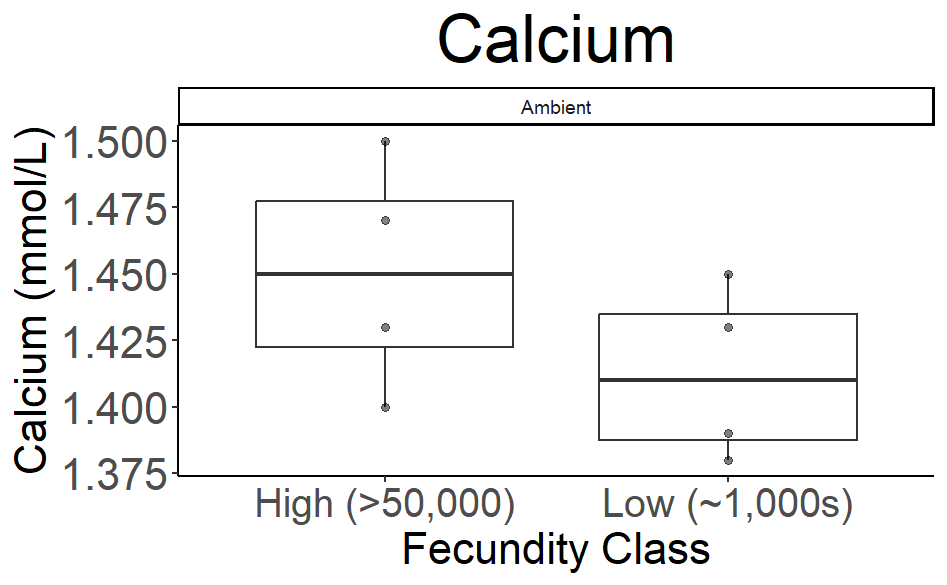 Calcium
Ambient
Calcium (mmol/L)
1.500
1.475
1.450
1.425
1.400
1.375
High (>50,000)
Low (~1,000s)
Fecundity Class